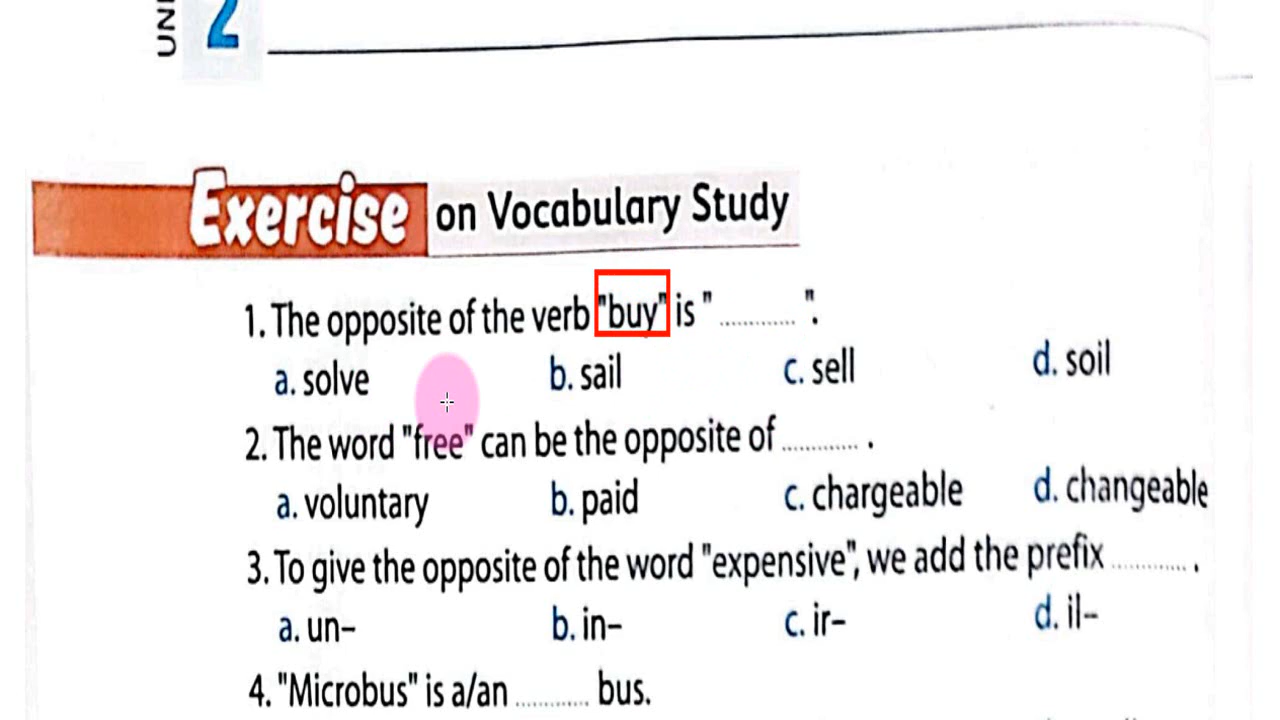 UNI
2
Exercise on Vocabulary Study
1. The opposite of the verb "buy" is " ............ ".
a. solve b. sail c. sell d. soil
2. The word "free" can be the opposite of ............ .
a. voluntary b. paid c. chargeable d. changeable
3. To give the opposite of the word "expensive", we add the prefix ............ .
a. un– b. in– c. ir– d. il–
4. "Microbus" is a/an ............ bus.